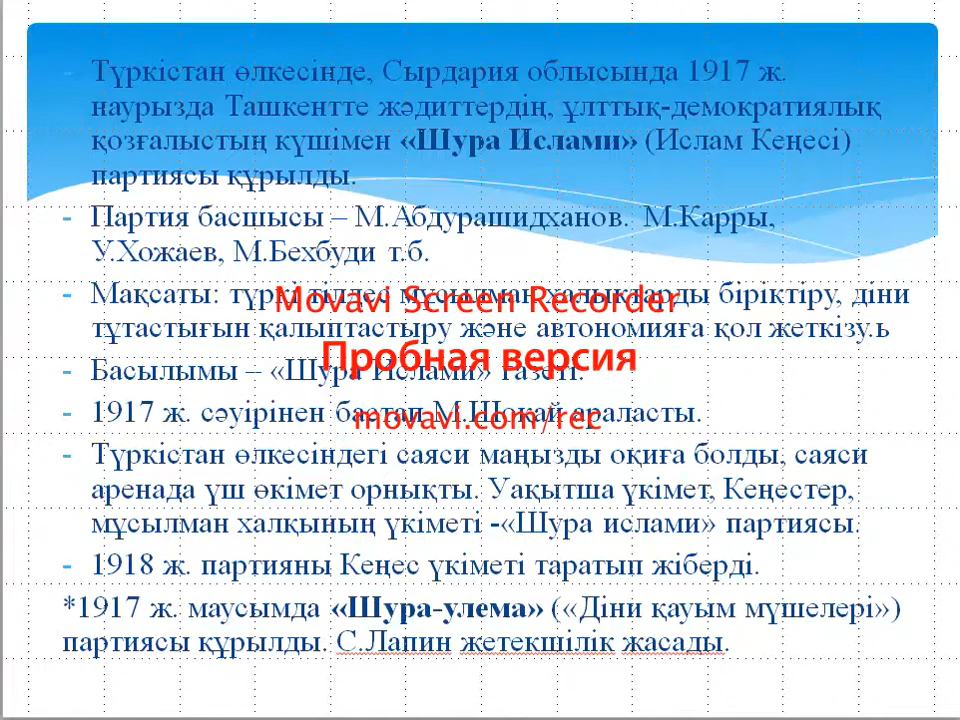 - Түркістан өлкесінде, Сырдария облысында 1917 ж.
наурызда Ташкентте жәдиттердің, ұлттық-демократиялық
қозғалыстың күшімен «Шура Ислами» (Ислам Кеңесі)
партиясы құрылды.
- Партия басшысы – М.Абдурашидханов. М.Карры,
У.Хожаев, М.Бехбуди т.б.
- Мақсаты: түркі тілдес мұсылман халықтарды біріктіру, діни
Movavi Screen Recorder
тұтастығын қалыптастыру және автономияға қол жеткізу.ь
Пробная версия
- Басылымы – «Шура Ислами» газеті.
- 1917 ж. сәуірінен бастап М.Шоқай араласты.
movavi.com/rec
- Түркістан өлкесіндегі саяси маңызды оқиға болды, саяси
аренада үш өкімет орнықты. Уақытша үкімет, Кеңестер,
мұсылман халқының үкіметі -«Шура ислами» партиясы.
- 1918 ж. партияны Кеңес үкіметі таратып жіберді.
*1917 ж. маусымда «Шура-улема» («Діни қауым мүшелері»)
партиясы құрылды. С.Лапин жетекшілік жасады.